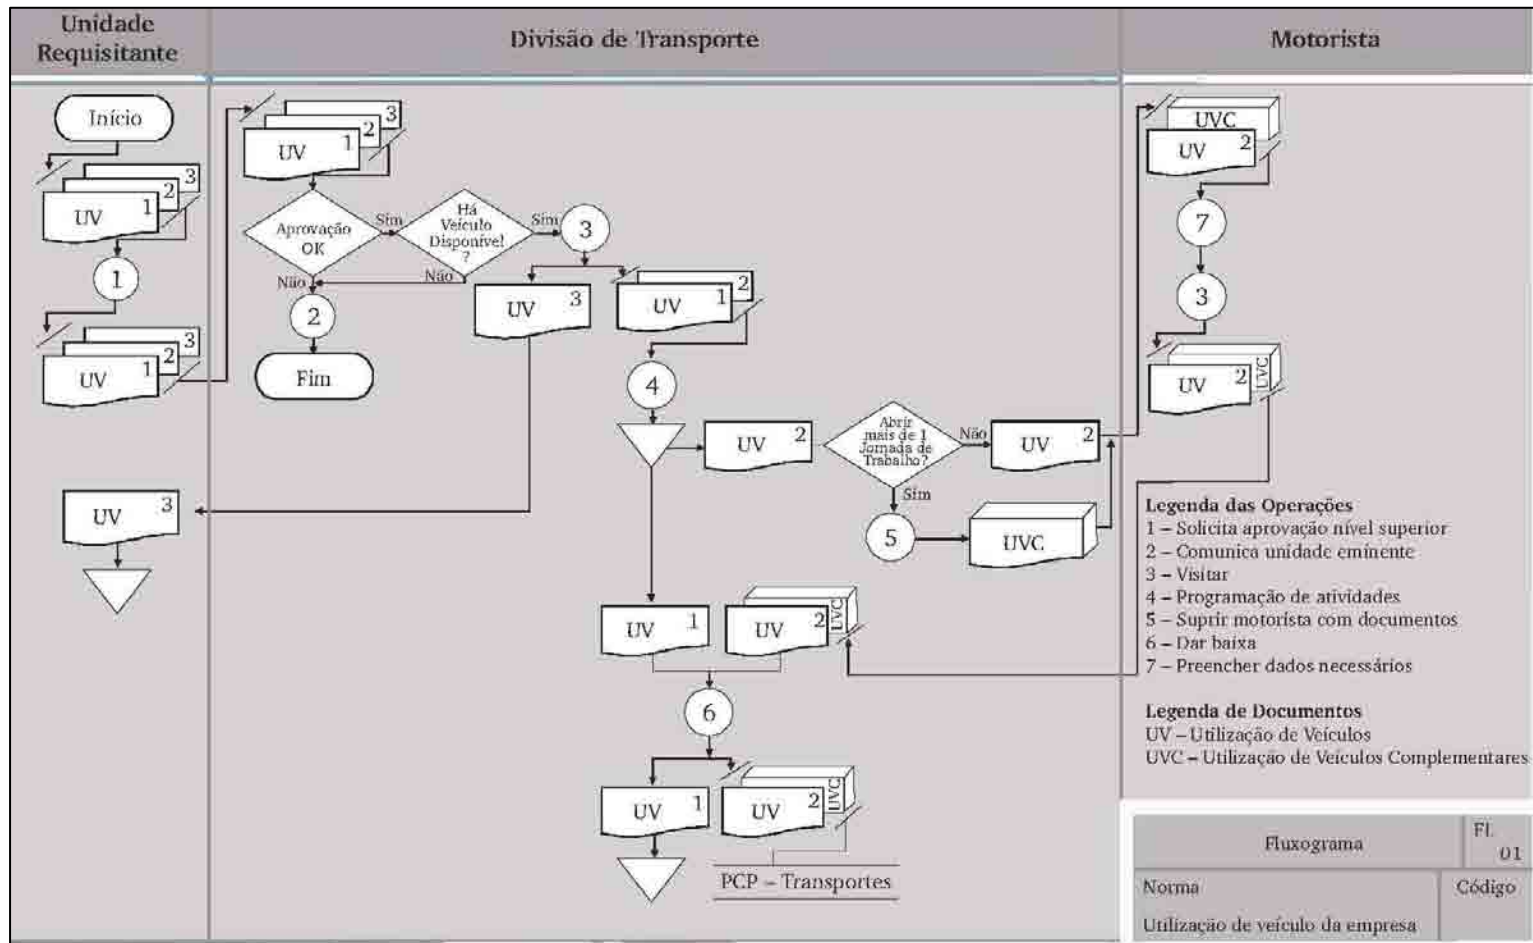 Unidade
Requisitante
Divisão de Transporte
Motorista
Início
3
2
1
UV
1
3
2
1
UV
UV
3
3
2
1
UV
Aprovação
OK
Sim
Não
Há
Veículo
Disponível
?
Sim
Não
2
Fim
3
UV
3
2
1
UV
4
UV
2
Abrir
mais de 1
Jornada de
Trabalho?
Não
Sim
UV
2
5
UVC
UV
1
UV
2
UVC
6
UV
1
UV
2
UVC
PCP – Transportes
UVC
UV
2
7
3
UV
2
UVC
Legenda das Operações
1 – Solicita aprovação nível superior
2 – Comunica unidade eminente
3 – Visitar
4 – Programação de atividades
5 – Suprir motorista com documentos
6 – Dar baixa
7 – Preencher dados necessários
Legenda de Documentos
UV – Utilização de Veículos
UVC – Utilização de Veículos Complementares
Fluxograma
Fl.
01
Norma
Código
Utilização de veículo da empresa